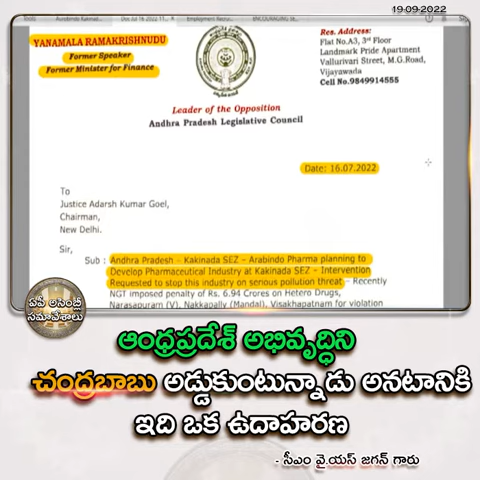 19-09-2022
YANAMALA RAMAKRISHNUDU
Former Speaker
Former Minister for Finance
Res. Address:
Flat No.A3, 3rd Floor
Landmark Pride Apartment
Vallurivari Street, M.G.Road,
Vijayawada
Cell No.9849914555
Leader of the Opposition
Andhra Pradesh Legislative Council
Date: 16.07.2022
To
Justice Adarsh Kumar Goel,
Chairman,
New Delhi.
Sir,
Sub : Andhra Pradesh - Kakinada SEZ - Arabindo Pharma planning to
Develop Pharmaceutical Industry at Kakinada SEZ - Intervention
Requested to stop this industry on serious pollution threat - Recently
NGT imposed penalty of Rs. 6.94 Crores on Hetero Drugs,
Narasapuram (V), Nakkapally (Mandal), Visakhapatnam for violation
ఏపీ అసెంబ్లీ
సమావేశాలు
ఆంధ్రప్రదేశ్ అభివృద్ధిని
చంద్రబాబు అడ్డుకుంటున్నాడు అనటానికి
ఇది ఒక ఉదాహరణ
- సీఎం వై.యస్ జగన్ గారు